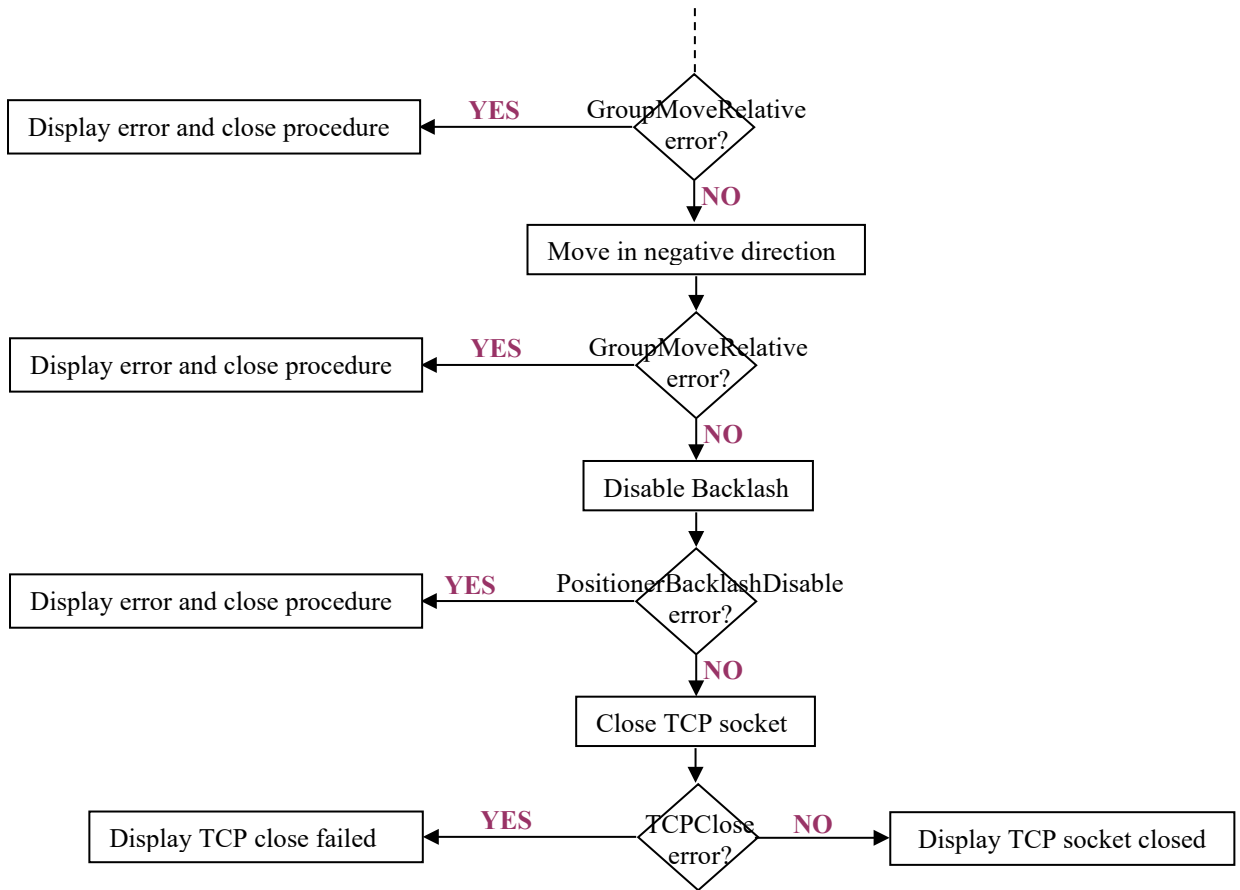 GroupMoveRelative
error?
YES
Display error and close procedure
NO
Move in negative direction
GroupMoveRelative
error?
YES
Display error and close procedure
NO
Disable Backlash
PositionerBacklashDisable
error?
YES
Display error and close procedure
NO
Close TCP socket
TCPClose
error?
YES
Display TCP close failed
NO
Display TCP socket closed